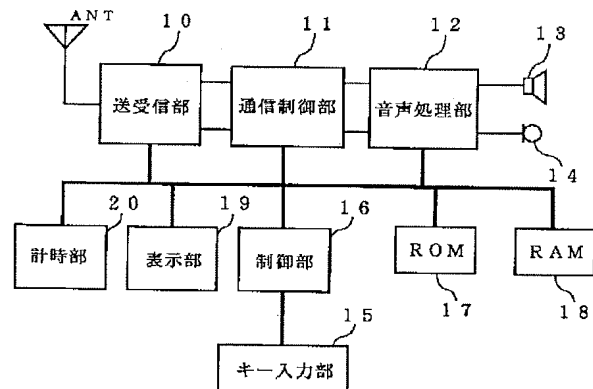 ANT
10
11
12
13
送受信部
通信制御部
音声処理部
14
20
19
16
計時部
表示部
制御部
ROM
RAM
17
18
15
キー入力部